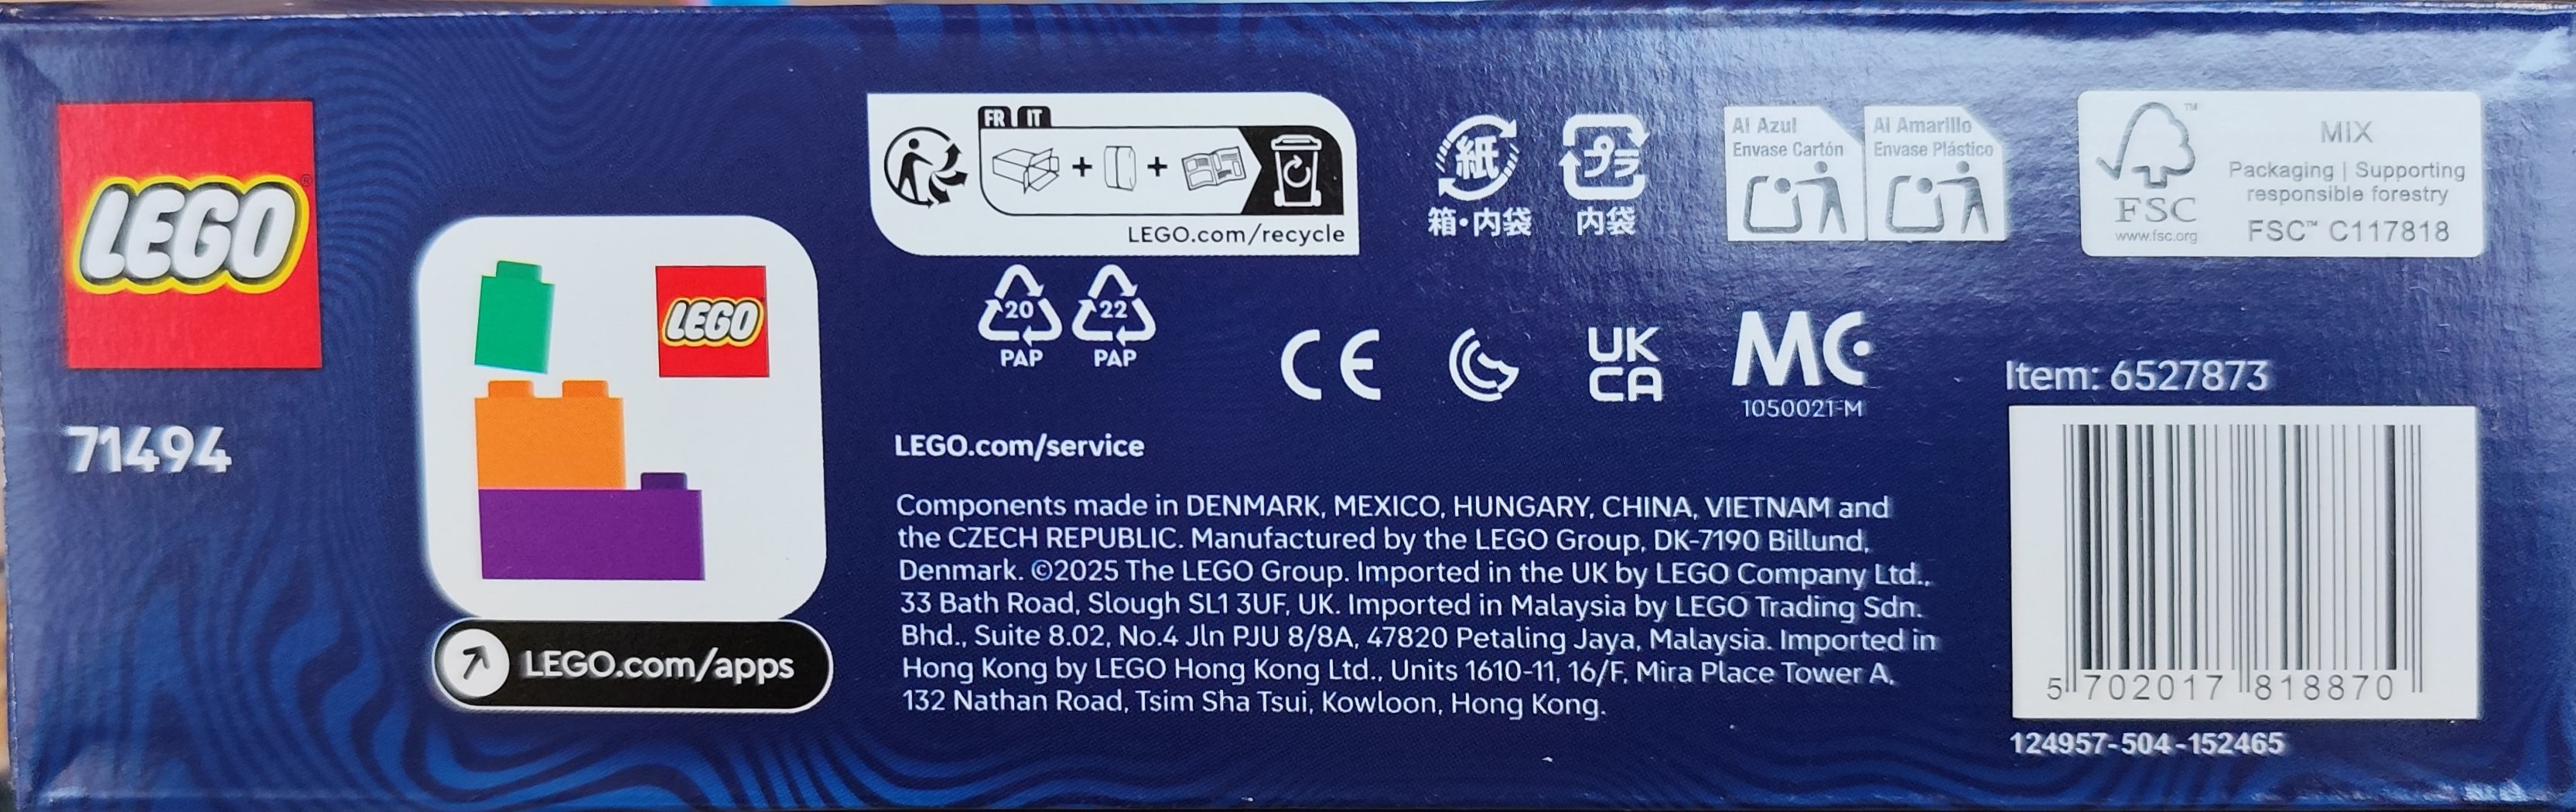 LEGO
71494
LEGO
LEGO.com/apps
FR IT
LEGO.com/recycle
紙
箱・内袋
プラ
内袋
Al Azul
Envase Cartón
Al Amarillo
Envase Plástico
FSC
www.fsc.org
MIX
Packaging | Supporting
responsible forestry
FSC™ C117818
20
PAP
22
PAP
CE
UK
CA
MC
1050021-M
LEGO.com/service
Components made in DENMARK, MEXICO, HUNGARY, CHINA, VIETNAM and
the CZECH REPUBLIC. Manufactured by the LEGO Group, DK-7190 Billund,
Denmark. ©2025 The LEGO Group. Imported in the UK by LEGO Company Ltd.,
33 Bath Road, Slough SL1 3UF, UK. Imported in Malaysia by LEGO Trading Sdn.
Bhd., Suite 8.02, No.4 Jln PJU 8/8A, 47820 Petaling Jaya, Malaysia. Imported in
Hong Kong by LEGO Hong Kong Ltd., Units 1610-11, 16/F, Mira Place Tower A,
132 Nathan Road, Tsim Sha Tsui, Kowloon, Hong Kong.
Item: 6527873
5 702017 818870
124957-504-152465